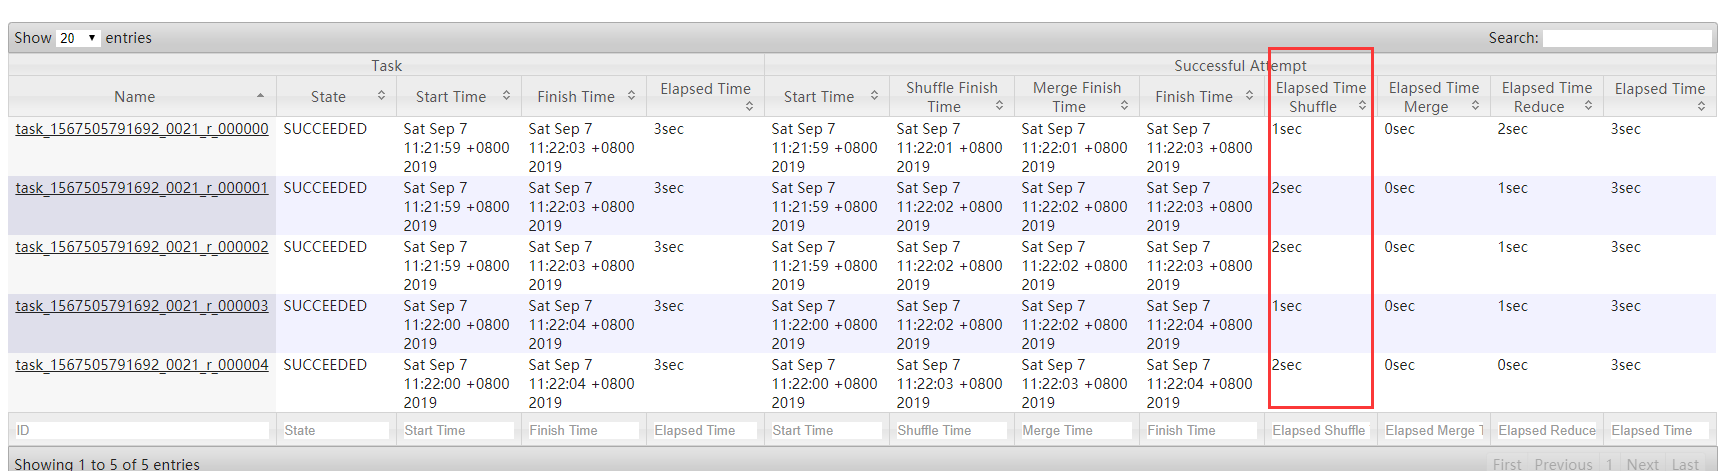 Show 20 entries Search:
Task Successful Attempt
Name State Start Time Finish Time Elapsed Time Start Time Shuffle Finish Time Merge Finish Time Finish Time Elapsed Time Shuffle Elapsed Time Merge Elapsed Time Reduce Elapsed Time
task_1567505791692_0021_r_000000 SUCCEEDED Sat Sep 7 11:21:59 +0800 2019 Sat Sep 7 11:22:03 +0800 2019 3sec Sat Sep 7 11:21:59 +0800 2019 Sat Sep 7 11:22:01 +0800 2019 Sat Sep 7 11:22:01 +0800 2019 Sat Sep 7 11:22:03 +0800 2019 1sec 0sec 2sec 3sec
task_1567505791692_0021_r_000001 SUCCEEDED Sat Sep 7 11:21:59 +0800 2019 Sat Sep 7 11:22:03 +0800 2019 3sec Sat Sep 7 11:21:59 +0800 2019 Sat Sep 7 11:22:02 +0800 2019 Sat Sep 7 11:22:02 +0800 2019 Sat Sep 7 11:22:03 +0800 2019 2sec 0sec 1sec 3sec
task_1567505791692_0021_r_000002 SUCCEEDED Sat Sep 7 11:21:59 +0800 2019 Sat Sep 7 11:22:03 +0800 2019 3sec Sat Sep 7 11:21:59 +0800 2019 Sat Sep 7 11:22:02 +0800 2019 Sat Sep 7 11:22:02 +0800 2019 Sat Sep 7 11:22:03 +0800 2019 2sec 0sec 1sec 3sec
task_1567505791692_0021_r_000003 SUCCEEDED Sat Sep 7 11:22:00 +0800 2019 Sat Sep 7 11:22:04 +0800 2019 3sec Sat Sep 7 11:22:00 +0800 2019 Sat Sep 7 11:22:02 +0800 2019 Sat Sep 7 11:22:02 +0800 2019 Sat Sep 7 11:22:04 +0800 2019 1sec 0sec 1sec 3sec
task_1567505791692_0021_r_000004 SUCCEEDED Sat Sep 7 11:22:00 +0800 2019 Sat Sep 7 11:22:04 +0800 2019 3sec Sat Sep 7 11:22:00 +0800 2019 Sat Sep 7 11:22:03 +0800 2019 Sat Sep 7 11:22:03 +0800 2019 Sat Sep 7 11:22:04 +0800 2019 2sec 0sec 0sec 3sec
ID State Start Time Finish Time Elapsed Time Start Time Shuffle Time Merge Time Finish Time Elapsed Shuffle Elapsed Merge T Elapsed Reduce Elapsed Time
Showing 1 to 5 of 5 entries First Previous 1 Next Last